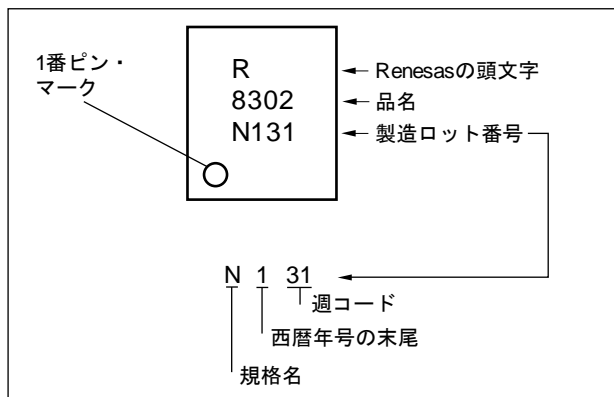 1番ピン・
マーク
R
8302
N131
Renesasの頭文字
品名
製造ロット番号
N 1 31
週コード
西暦年号の末尾
規格名